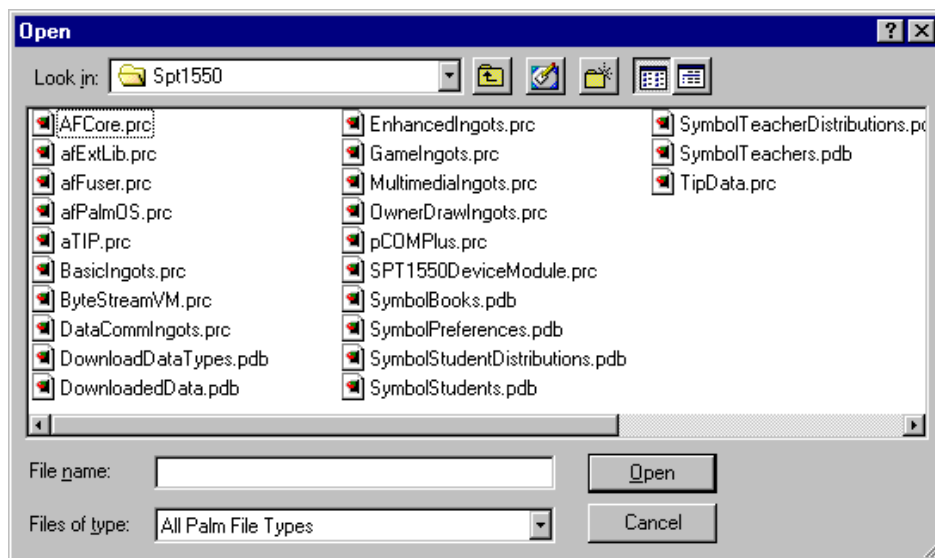 Open
Look in: Spt1550
AFCore.prc
afExtLib.prc
afFuser.prc
afPalmOS.prc
aTIP.prc
BasicIngots.prc
ByteStreamVM.prc
DataCommIngots.prc
DownloadDataTypes.pdb
DownloadedData.pdb
EnhancedIngots.prc
GameIngots.prc
MultimediaIngots.prc
OwnerDrawIngots.prc
pCOMPlus.prc
SPT1550DeviceModule.prc
SymbolBooks.pdb
SymbolPreferences.pdb
SymbolStudentDistributions.pdb
SymbolStudents.pdb
SymbolTeacherDistributions.pd
SymbolTeachers.pdb
TipData.prc
File name:
Open
Files of type: All Palm File Types
Cancel